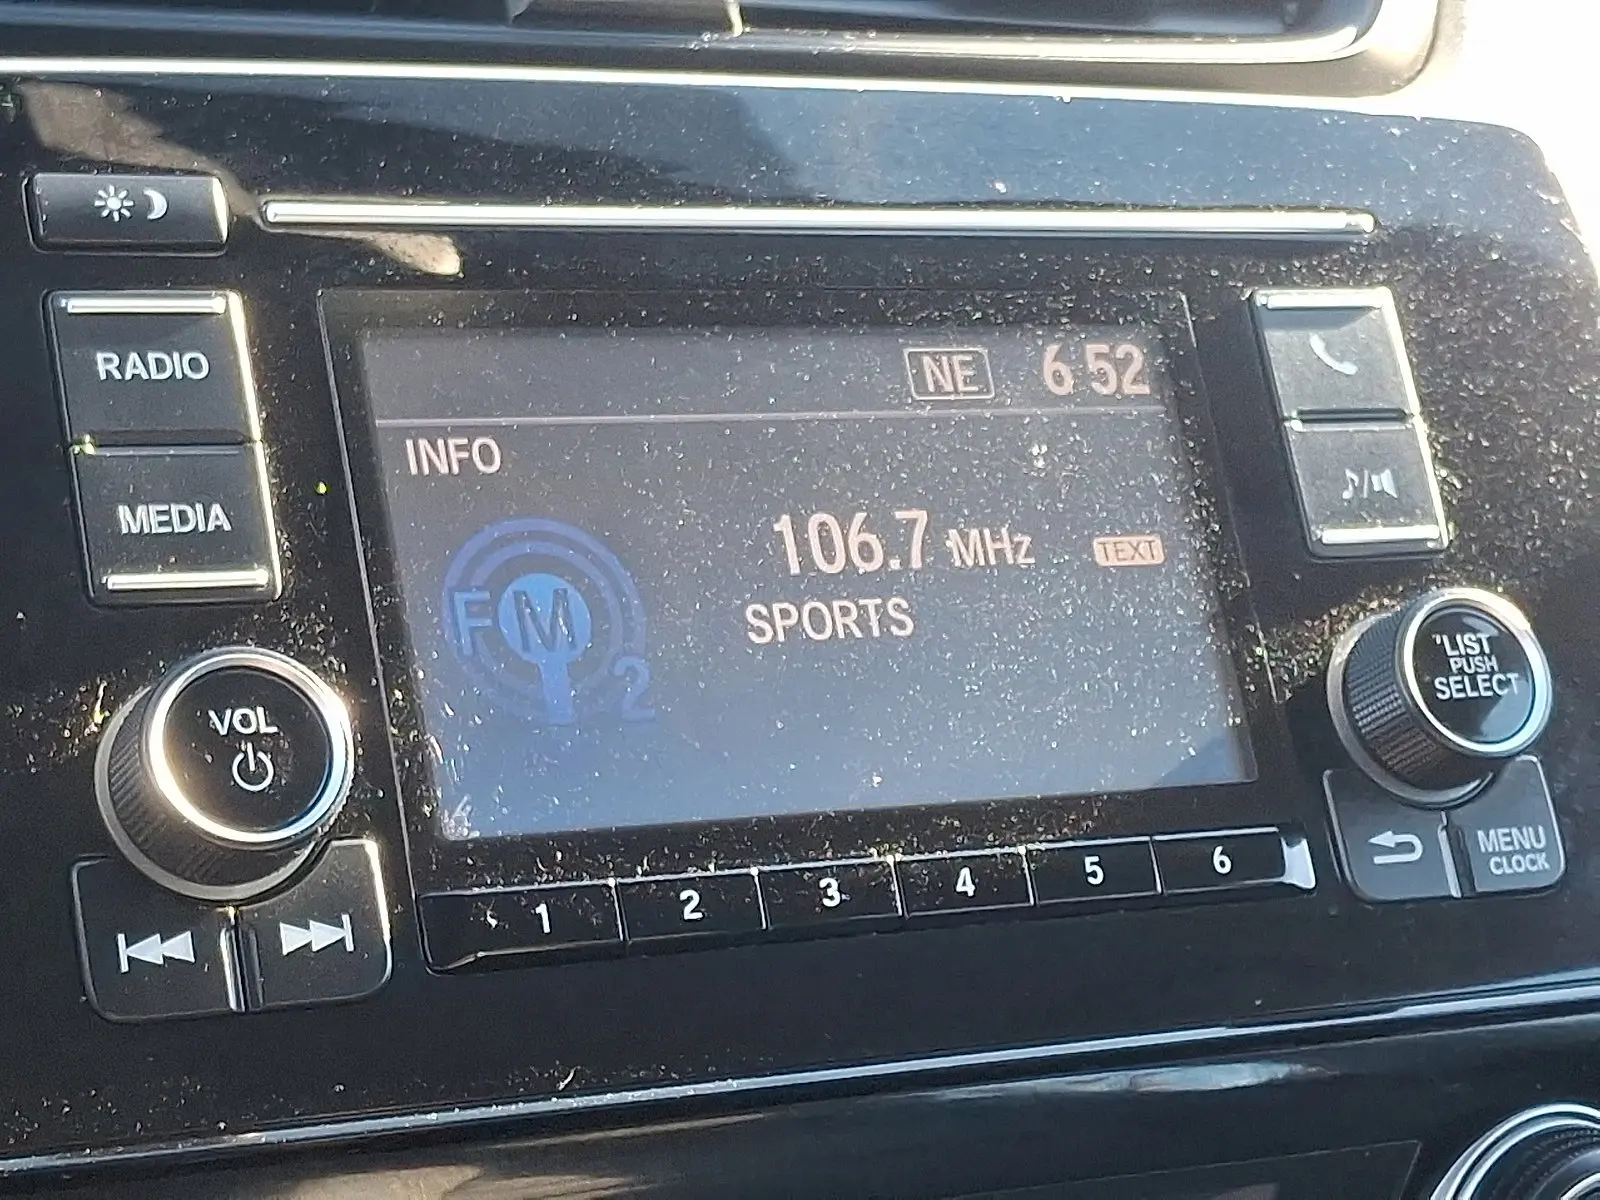 RADIO
MEDIA
VOL
NE 6 52
INFO
106.7 MHz TEXT
SPORTS
FM
2
1 2 3 4 5 6
LIST
PUSH
SELECT
MENU
CLOCK